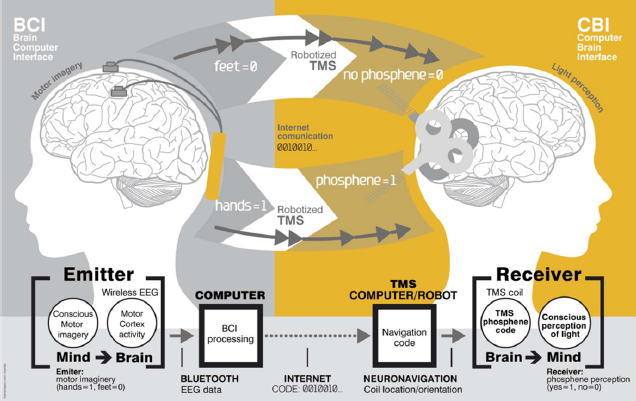 BCI
Brain
Computer
Interface
CBI
Computer
Brain
Interface
Motor imagery
Light perception
feet=0
Robotized
TMS
no phosphene=0
Internet
comunication
0010010...
hands=1
Robotized
TMS
phosphene=1
Emitter
Wireless EEG
Conscious
Motor
imagery
Motor
Cortex
activity
Mind
Brain
Emiter:
motor imaginery
(hands=1, feet=0)
COMPUTER
BCI
processing
BLUETOOTH
EEG data
INTERNET
CODE: 0010010...
TMS
COMPUTER/ROBOT
Navigation
code
NEURONAVIGATION
Coil location/orientation
Receiver
TMS coil
TMS
phosphene
code
Conscious
perception
of light
Brain
Mind
Receiver:
phosphene perception
(yes=1, no=0)